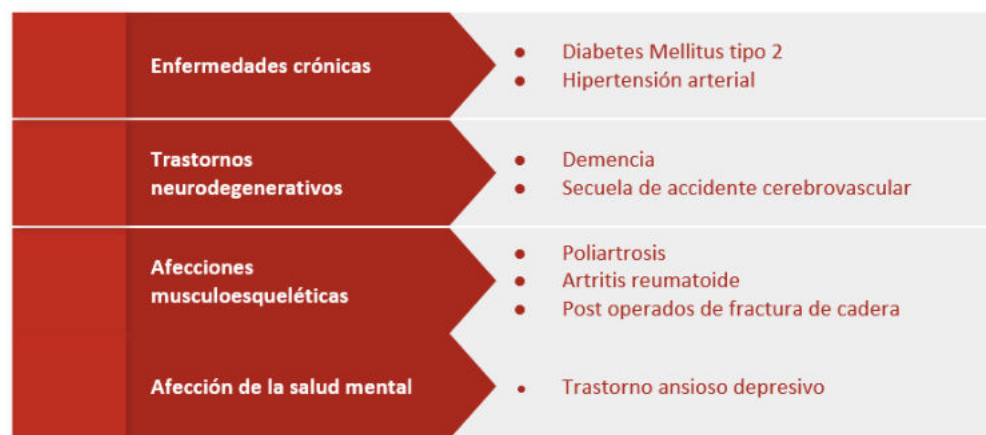 Enfermedades crónicas
● Diabetes Mellitus tipo 2
● Hipertensión arterial
Trastornos
neurodegenerativos
● Demencia
● Secuela de accidente cerebrovascular
Afecciones
musculoesqueléticas
● Poliartrosis
● Artritis reumatoide
● Post operados de fractura de cadera
Afección de la salud mental
• Trastorno ansioso depresivo